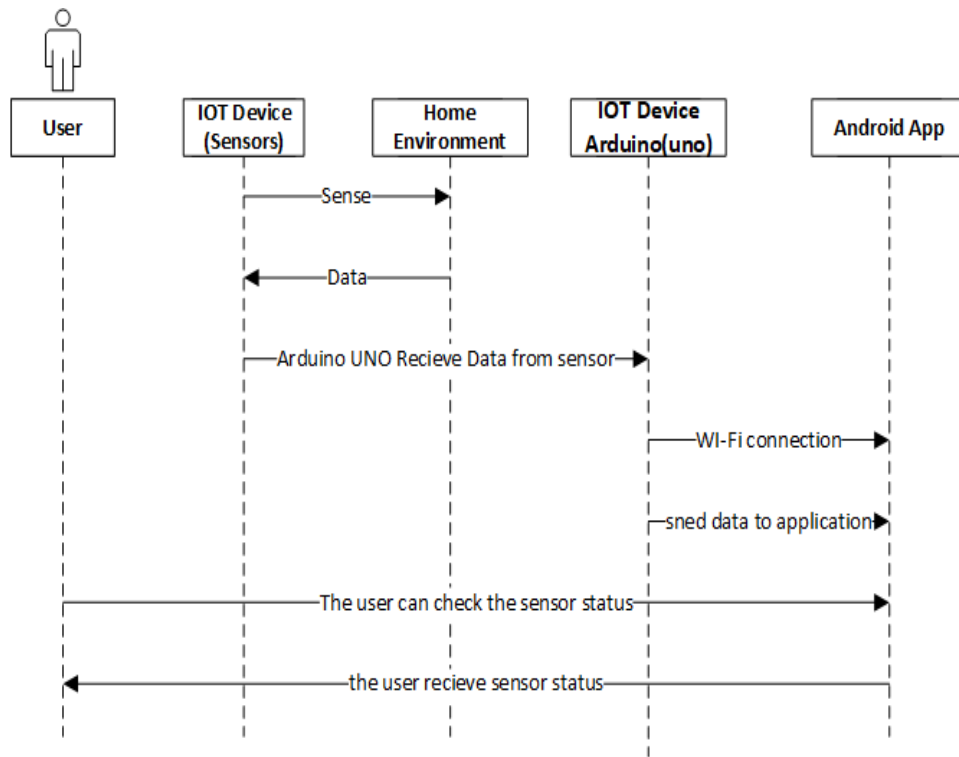 User
IOT Device
(Sensors)
Home
Environment
IOT Device
Arduino(uno)
Android App
Sense
Data
Arduino UNO Recieve Data from sensor
WI-Fi connection
sned data to application
The user can check the sensor status
the user recieve sensor status